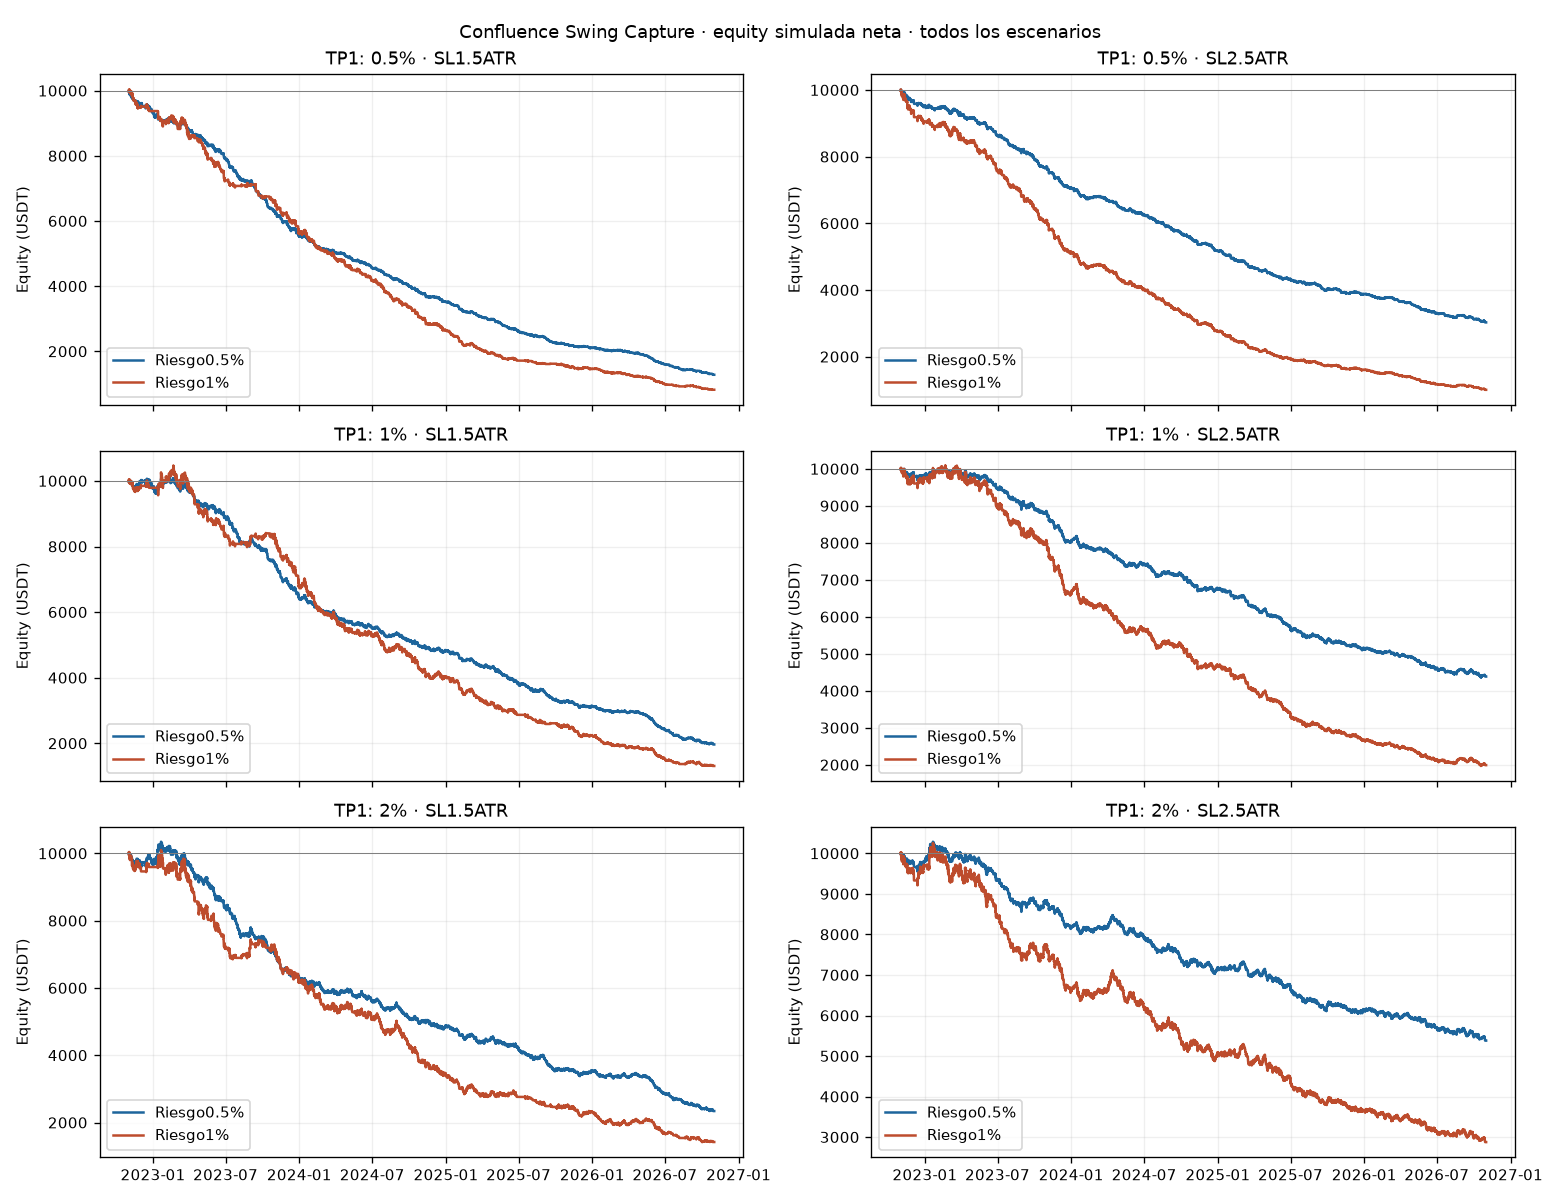 Confluence Swing Capture · equity simulada neta · todos los escenarios
TP1: 0.5% · SL1.5ATR
Equity (USDT)
10000
8000
6000
4000
2000
Riesgo0.5%
Riesgo1%
TP1: 0.5% · SL2.5ATR
Equity (USDT)
10000
8000
6000
4000
2000
Riesgo0.5%
Riesgo1%
TP1: 1% · SL1.5ATR
Equity (USDT)
10000
8000
6000
4000
2000
Riesgo0.5%
Riesgo1%
TP1: 1% · SL2.5ATR
Equity (USDT)
10000
9000
8000
7000
6000
5000
4000
3000
2000
Riesgo0.5%
Riesgo1%
TP1: 2% · SL1.5ATR
Equity (USDT)
10000
8000
6000
4000
2000
Riesgo0.5%
Riesgo1%
2023-01 2023-07 2024-01 2024-07 2025-01 2025-07 2026-01 2026-07 2027-01
TP1: 2% · SL2.5ATR
Equity (USDT)
10000
9000
8000
7000
6000
5000
4000
3000
Riesgo0.5%
Riesgo1%
2023-01 2023-07 2024-01 2024-07 2025-01 2025-07 2026-01 2026-07 2027-01